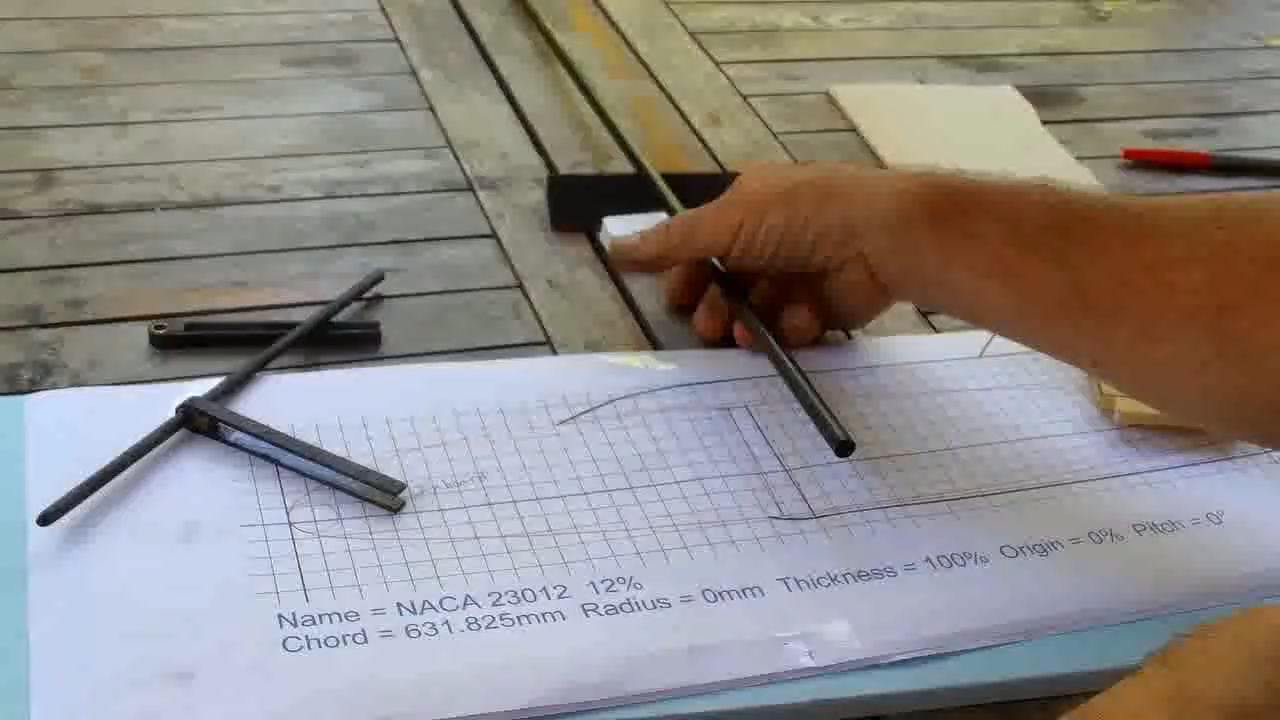 Name = NACA 23012 12%
Chord = 631.825mm Radius = 0mm Thickness = 100% Origin = 0% Pitch = 0°